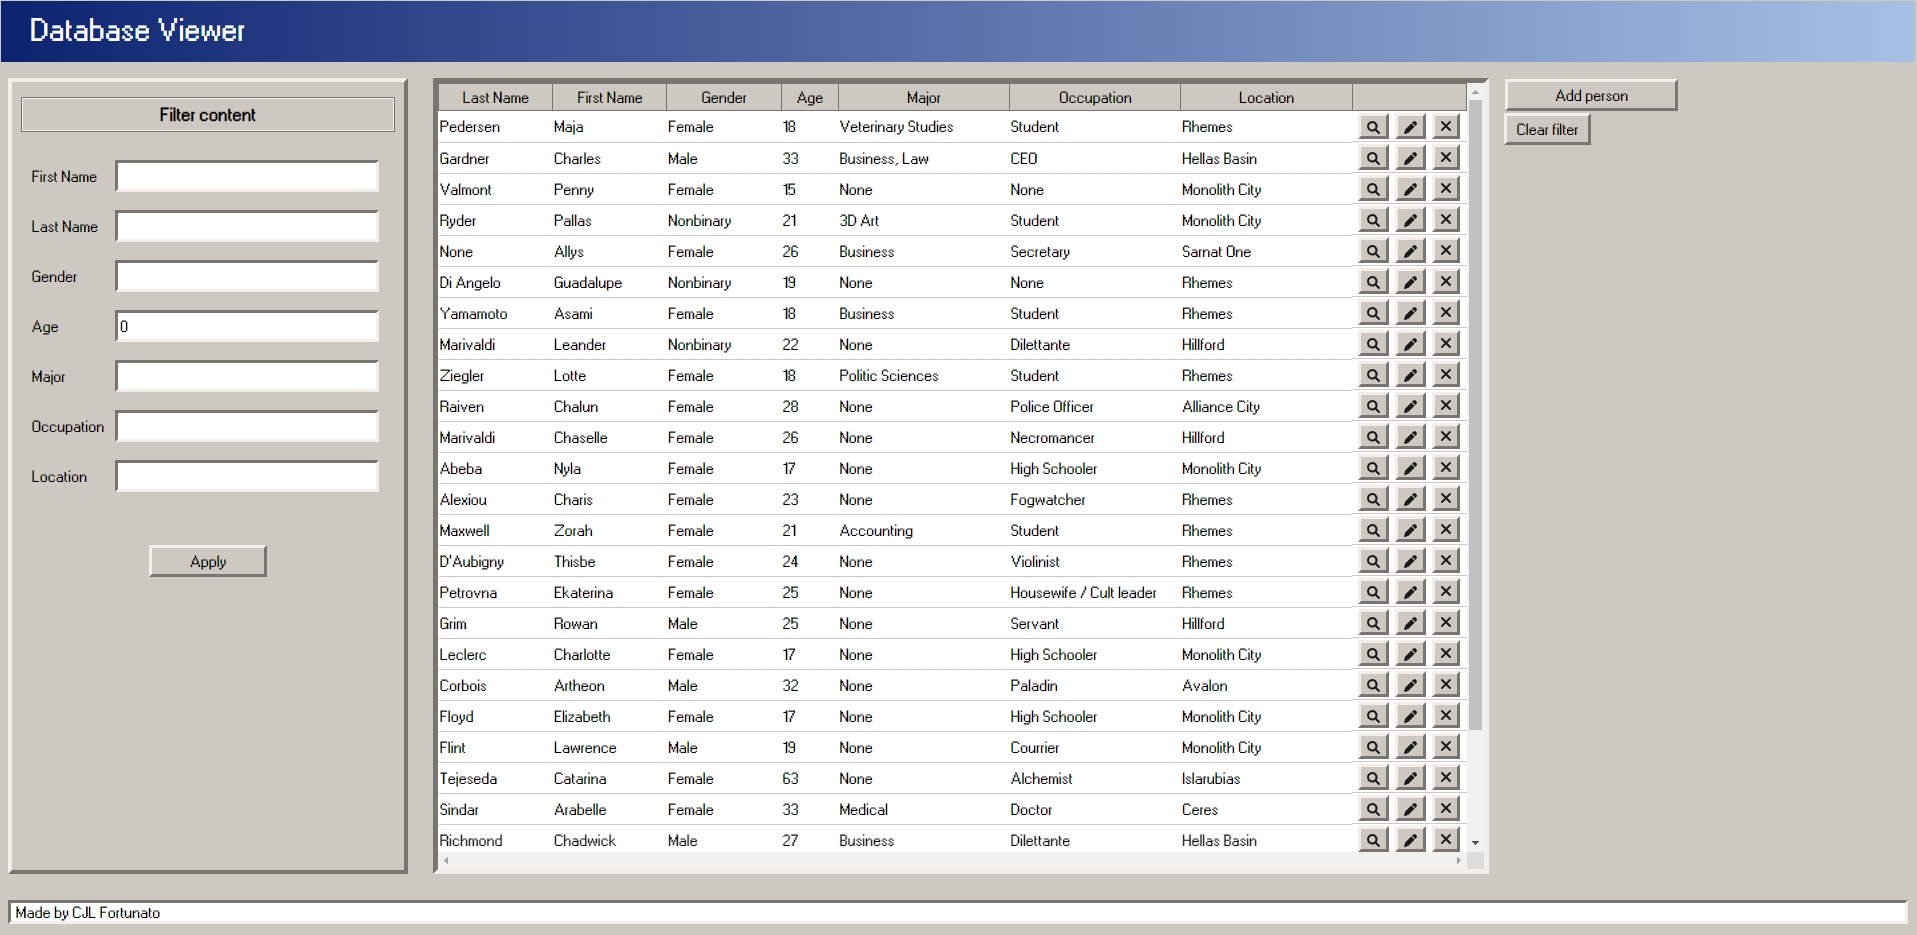 Database Viewer
Filter content
First Name
Last Name
Gender
Age 0
Major
Occupation
Location
Apply
Last Name First Name Gender Age Major Occupation Location
Pedersen Maja Female 18 Veterinary Studies Student Rhemes
Gardner Charles Male 33 Business, Law CEO Hellas Basin
Valmont Penny Female 15 None None Monolith City
Ryder Pallas Nonbinary 21 3D Art Student Monolith City
None Allys Female 26 Business Secretary Sarnat One
Di Angelo Guadalupe Nonbinary 19 None None Rhemes
Yamamoto Asami Female 18 Business Student Rhemes
Marivaldi Leander Nonbinary 22 None Dilettante Hillford
Ziegler Lotte Female 18 Politic Sciences Student Rhemes
Raiven Chalun Female 28 None Police Officer Alliance City
Marivaldi Chaselle Female 26 None Necromancer Hillford
Abeba Nyla Female 17 None High Schooler Monolith City
Alexiou Charis Female 23 None Fogwatcher Rhemes
Maxwell Zorah Female 21 Accounting Student Rhemes
D'Aubigny Thisbe Female 24 None Violinist Rhemes
Petrovna Ekaterina Female 25 None Housewife / Cult leader Rhemes
Grim Rowan Male 25 None Servant Hillford
Leclerc Charlotte Female 17 None High Schooler Monolith City
Corbois Artheon Male 32 None Paladin Avalon
Floyd Elizabeth Female 17 None High Schooler Monolith City
Flint Lawrence Male 19 None Courrier Monolith City
Tejeseda Catarina Female 63 None Alchemist Islarubias
Sindar Arabelle Female 33 Medical Doctor Ceres
Richmond Chadwick Male 27 Business Dilettante Hellas Basin
Add person
Clear filter
Made by CJL Fortunato